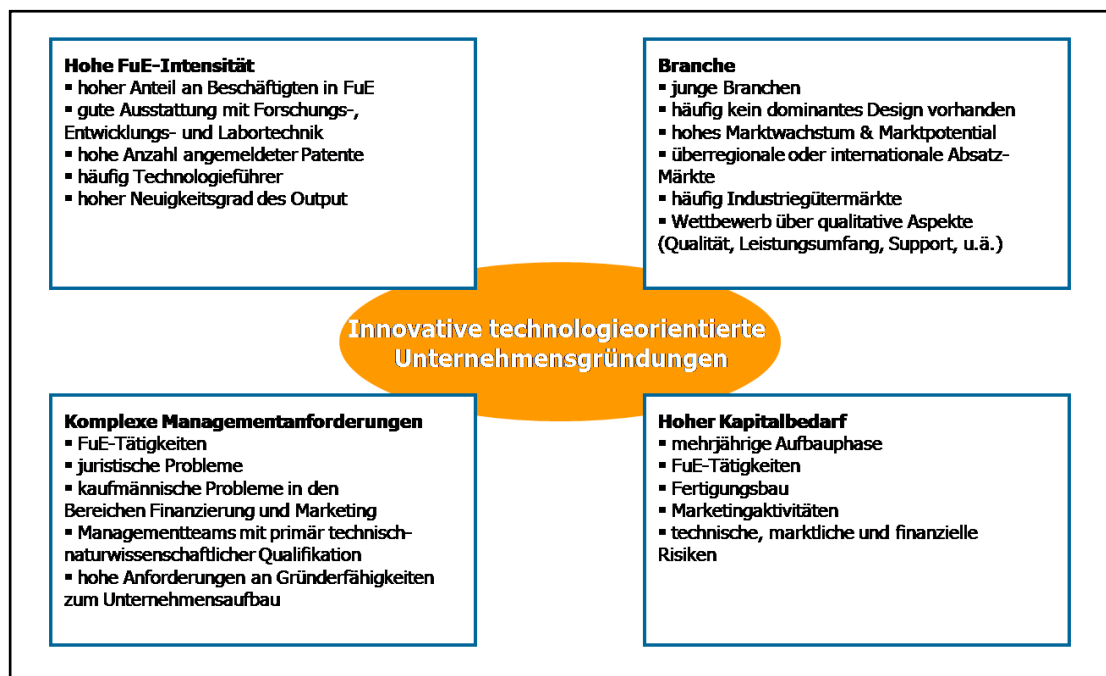 Hohe FuE-Intensität
▪ hoher Anteil an Beschäftigten in FuE
▪ gute Ausstattung mit Forschungs-,
Entwicklungs- und Labortechnik
▪ hohe Anzahl angemeldeter Patente
▪ häufig Technologieführer
▪ hoher Neuigkeitsgrad des Output
Branche
▪ junge Branchen
▪ häufig kein dominantes Design vorhanden
▪ hohes Marktwachstum & Marktpotential
▪ überregionale oder internationale Absatz-
Märkte
▪ häufig Industriegütermärkte
▪ Wettbewerb über qualitative Aspekte
(Qualität, Leistungsumfang, Support, u.ä.)
Innovative technologieorientierte
Unternehmensgründungen
Komplexe Managementanforderungen
▪ FuE-Tätigkeiten
▪ juristische Probleme
▪ kaufmännische Probleme in den
Bereichen Finanzierung und Marketing
▪ Managementteams mit primär technisch-
naturwissenschaftlicher Qualifikation
▪ hohe Anforderungen an Gründerfähigkeiten
zum Unternehmensaufbau
Hoher Kapitalbedarf
▪ mehrjährige Aufbauphase
▪ FuE-Tätigkeiten
▪ Fertigungsbau
▪ Marketingaktivitäten
▪ technische, marktliche und finanzielle
Risiken